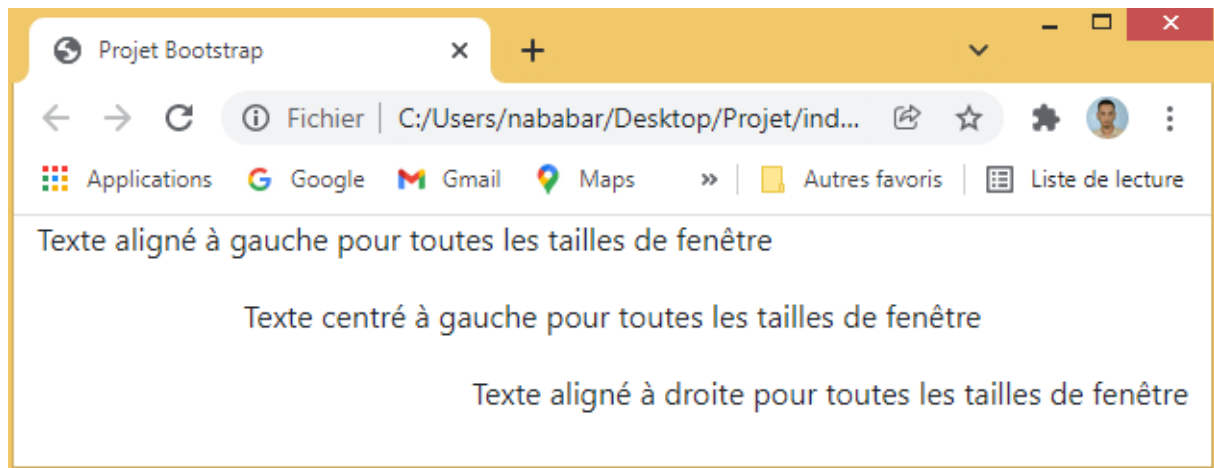 Projet Bootstrap
Fichier | C:/Users/nababar/Desktop/Projet/ind...
Applications Google Gmail Maps » Autres favoris Liste de lecture
Texte aligné à gauche pour toutes les tailles de fenêtre
Texte centré à gauche pour toutes les tailles de fenêtre
Texte aligné à droite pour toutes les tailles de fenêtre